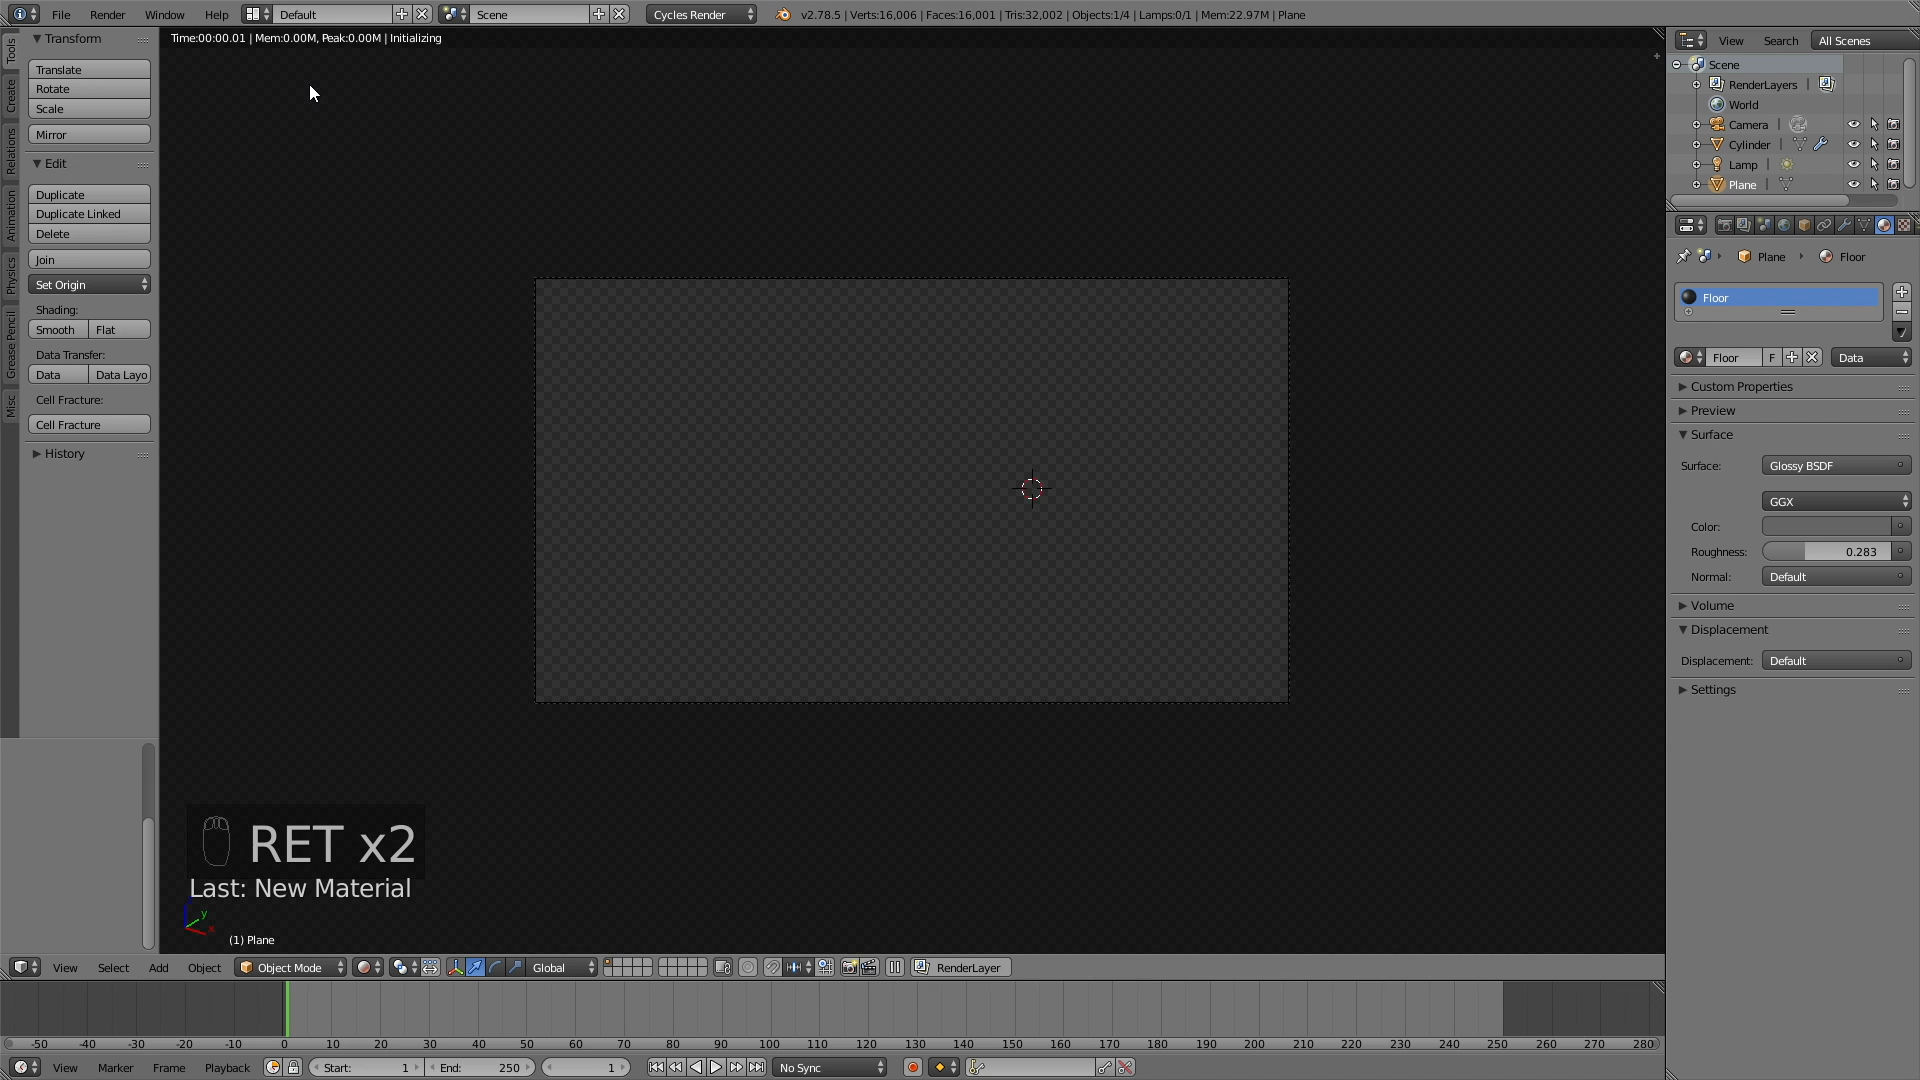 File Render Window Help Default Scene Cycles Render v2.78.5 | Verts:16,006 | Faces:16,001 | Tris:32,002 | Objects:1/4 | Lamps:0/1 | Mem:22.97M | Plane
Time:00:00.01 | Mem:0.00M, Peak:0.00M | Initializing
Tools
Create
Relations
Animation
Physics
Grease Pencil
Misc
Transform
Translate
Rotate
Scale
Mirror
Edit
Duplicate
Duplicate Linked
Delete
Join
Set Origin
Shading:
Smooth Flat
Data Transfer:
Data Data Layo
Cell Fracture:
Cell Fracture
History
RET x2
Last: New Material
y
x
(1) Plane
View Select Add Object Object Mode Global RenderLayer
-50 -40 -30 -20 -10 0 10 20 30 40 50 60 70 80 90 100 110 120 130 140 150 160 170 180 190 200 210 220 230 240 250 260 270 280
View Marker Frame Playback Start: 1 End: 250 1 No Sync
View Search All Scenes
Scene
RenderLayers |
World
Camera |
Cylinder |
Lamp |
Plane |
Plane Floor
Floor
Floor F Data
Custom Properties
Preview
Surface
Surface: Glossy BSDF
GGX
Color:
Roughness: 0.283
Normal: Default
Volume
Displacement
Displacement: Default
Settings